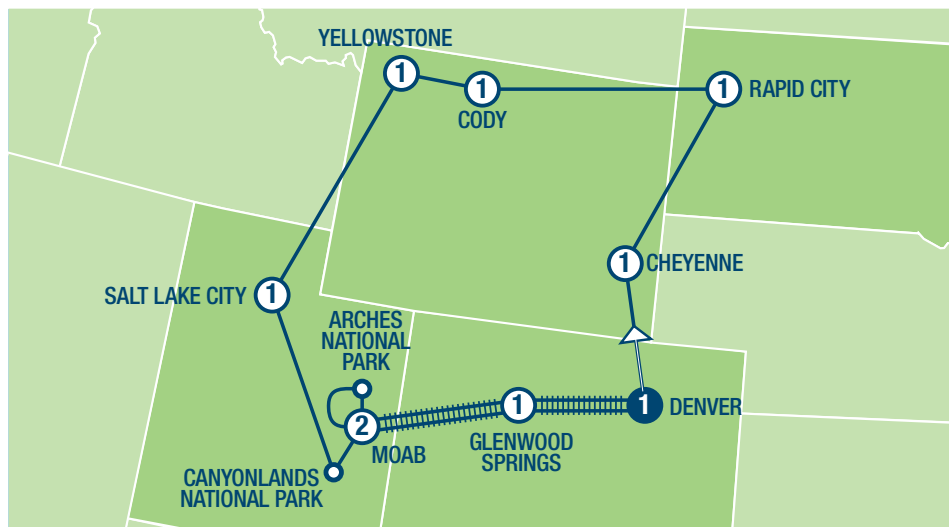 YELLOWSTONE
1
1
CODY
1
RAPID CITY
1
CHEYENNE
SALT LAKE CITY
1
ARCHES
NATIONAL
PARK
2
MOAB
1
GLENWOOD
SPRINGS
1
DENVER
CANYONLANDS
NATIONAL PARK